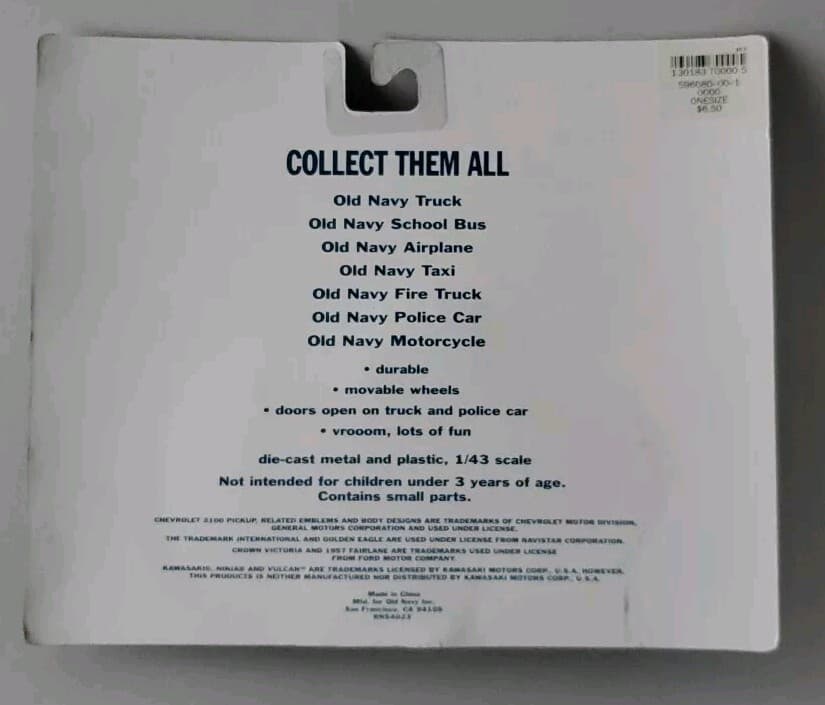 130183 70000 5
596086-00-1
0000
ONESIZE
$6.50
COLLECT THEM ALL
Old Navy Truck
Old Navy School Bus
Old Navy Airplane
Old Navy Taxi
Old Navy Fire Truck
Old Navy Police Car
Old Navy Motorcycle
• durable
• movable wheels
• doors open on truck and police car
• vrooom, lots of fun
die-cast metal and plastic, 1/43 scale
Not intended for children under 3 years of age.
Contains small parts.
CHEVROLET 3100 PICKUP, RELATED EMBLEMS AND BODY DESIGNS ARE TRADEMARKS OF CHEVROLET MOTOR DIVISION,
GENERAL MOTORS CORPORATION AND USED UNDER LICENSE.
THE TRADEMARK INTERNATIONAL AND GOLDEN EAGLE ARE USED UNDER LICENSE FROM NAVISTAR CORPORATION.
CROWN VICTORIA AND 1957 FAIRLANE ARE TRADEMARKS USED UNDER LICENSE
FROM FORD MOTOR COMPANY.
NINJA® AND VULCAN™ ARE TRADEMARKS LICENSED BY KAWASAKI MOTORS CORP., U.S.A. HOWEVER,
THIS PRODUCTS IS NEITHER MANUFACTURED NOR DISTRIBUTED BY KAWASAKI MOTORS CORP., U.S.A.
Made in China
Mfd. for Old Navy Inc.
San Francisco, CA 94105